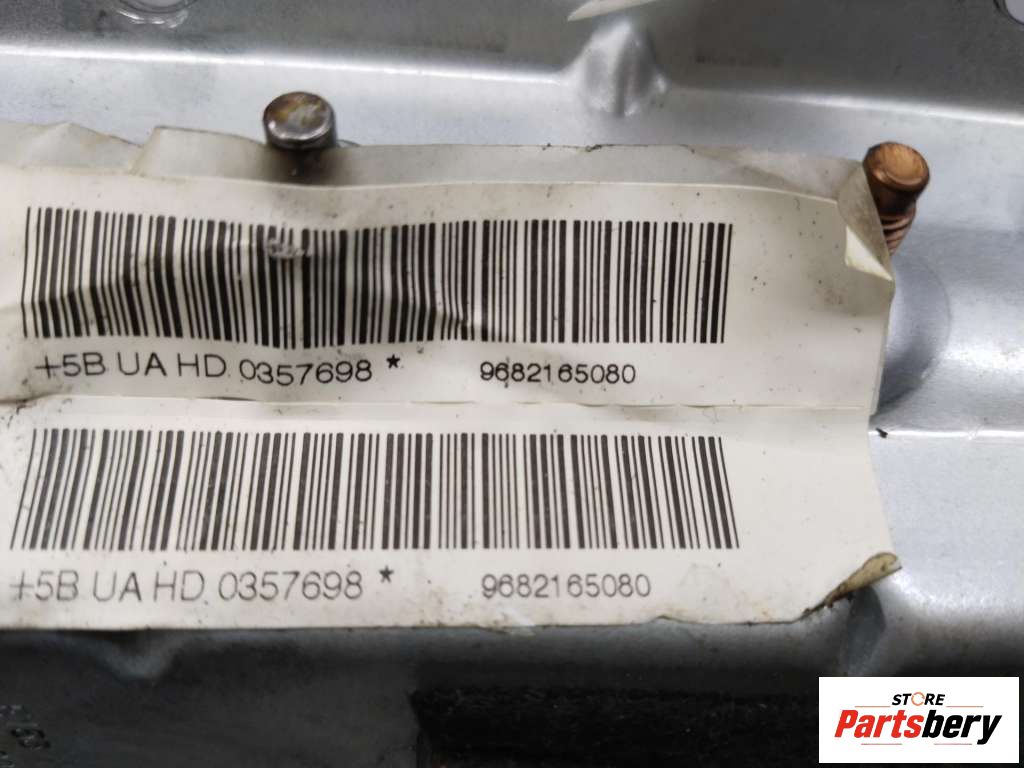 +5B UA HD 0357698 * 9682165080
+5B UA HD 0357698 * 9682165080
STORE
Partsbery